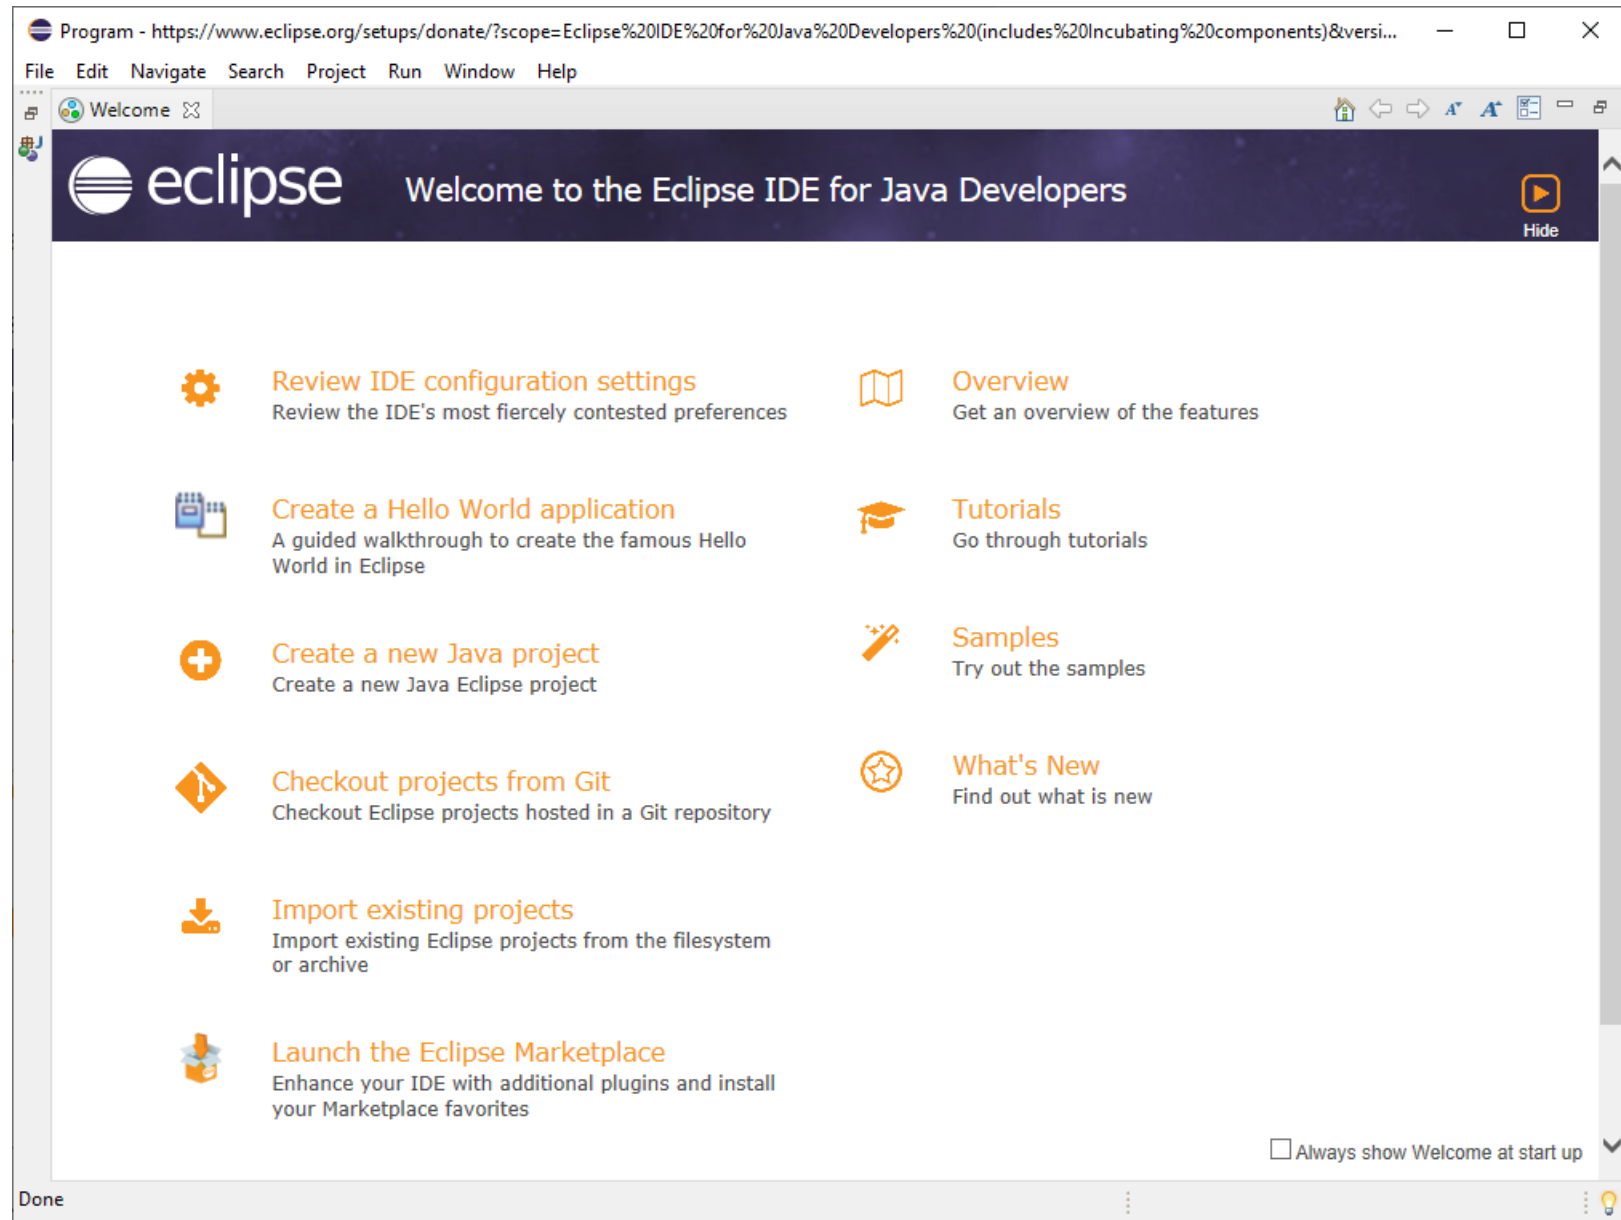 Program - https://www.eclipse.org/setups/donate/?scope=Eclipse%20IDE%20for%20Java%20Developers%20(includes%20Incubating%20components)&versi...
File Edit Navigate Search Project Run Window Help
Welcome
eclipse
Welcome to the Eclipse IDE for Java Developers
Hide
Review IDE configuration settings
Review the IDE's most fiercely contested preferences
Create a Hello World application
A guided walkthrough to create the famous Hello
World in Eclipse
Create a new Java project
Create a new Java Eclipse project
Checkout projects from Git
Checkout Eclipse projects hosted in a Git repository
Import existing projects
Import existing Eclipse projects from the filesystem
or archive
Launch the Eclipse Marketplace
Enhance your IDE with additional plugins and install
your Marketplace favorites
Overview
Get an overview of the features
Tutorials
Go through tutorials
Samples
Try out the samples
What's New
Find out what is new
Always show Welcome at start up
Done